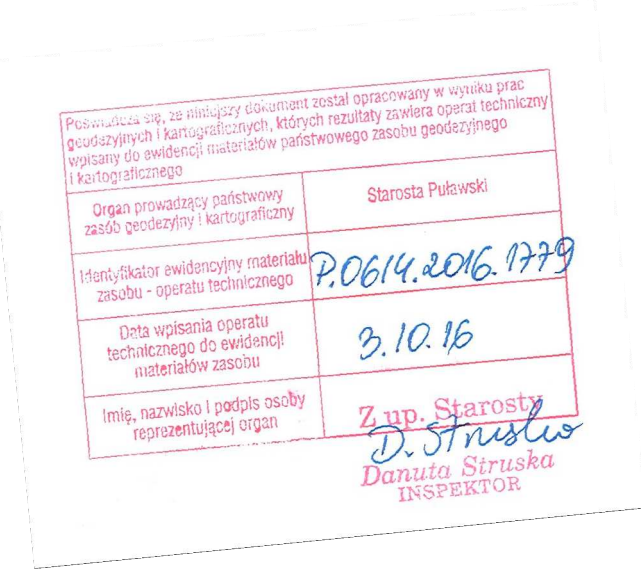 Poświadcza się, że niniejszy dokument został opracowany w wyniku prac
geodezyjnych i kartograficznych, których rezultaty zawiera operat techniczny
wpisany do ewidencji materiałów państwowego zasobu geodezyjnego
i kartograficznego
Organ prowadzący państwowy
zasób geodezyjny i kartograficzny
Starosta Puławski
Identyfikator ewidencyjny materiału
zasobu - operatu technicznego
P.0614.2016.1779
Data wpisania operatu
technicznego do ewidencji
materiałów zasobu
3.10.16
Imię, nazwisko i podpis osoby
reprezentującej organ
Z up. Starosty
D. Struska
Danuta Struska
INSPEKTOR